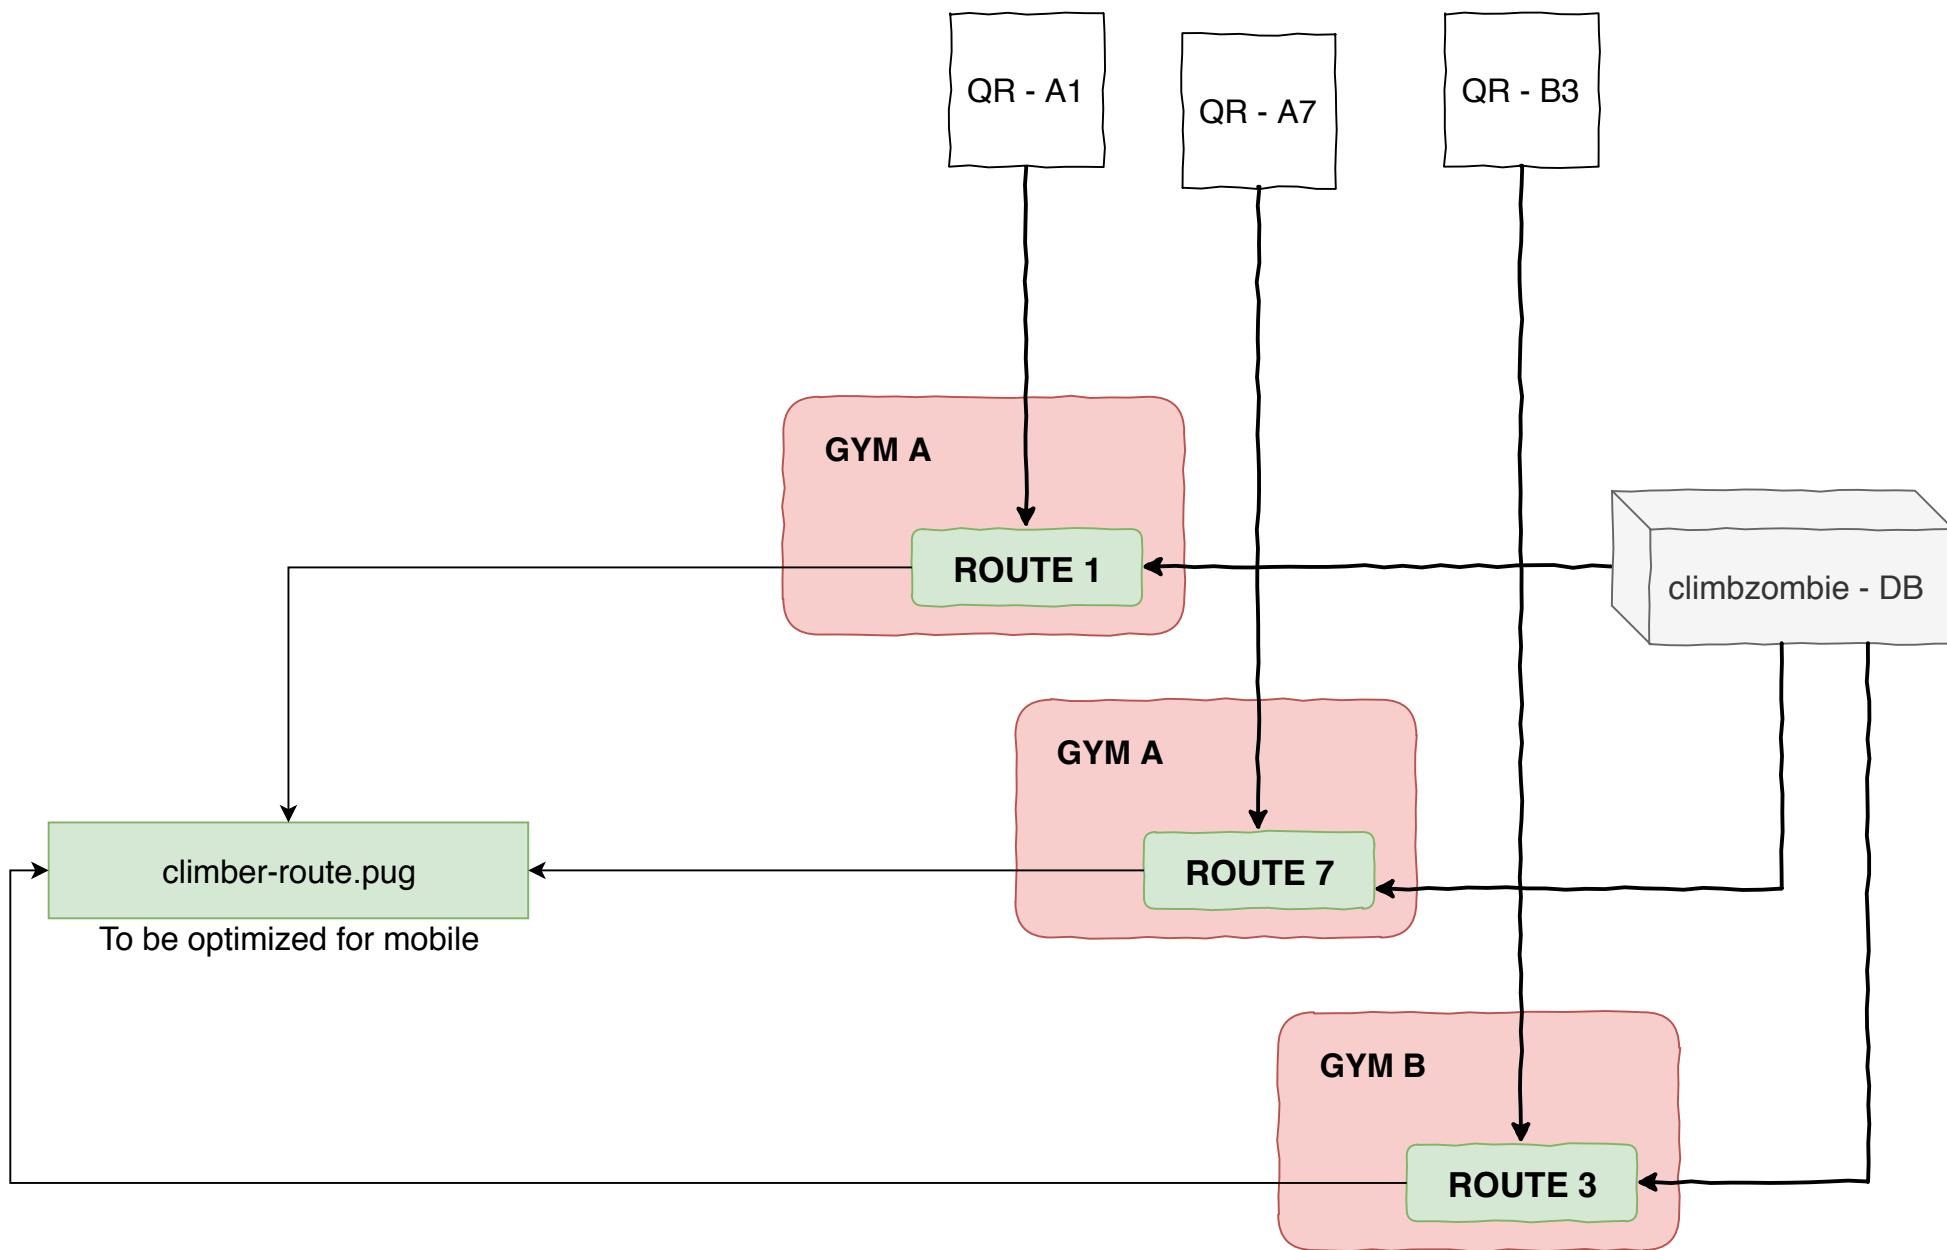 QR - A1
QR - A7
QR - B3
GYM A
ROUTE 1
climbzombie - DB
GYM A
ROUTE 7
climber-route.pug
To be optimized for mobile
GYM B
ROUTE 3